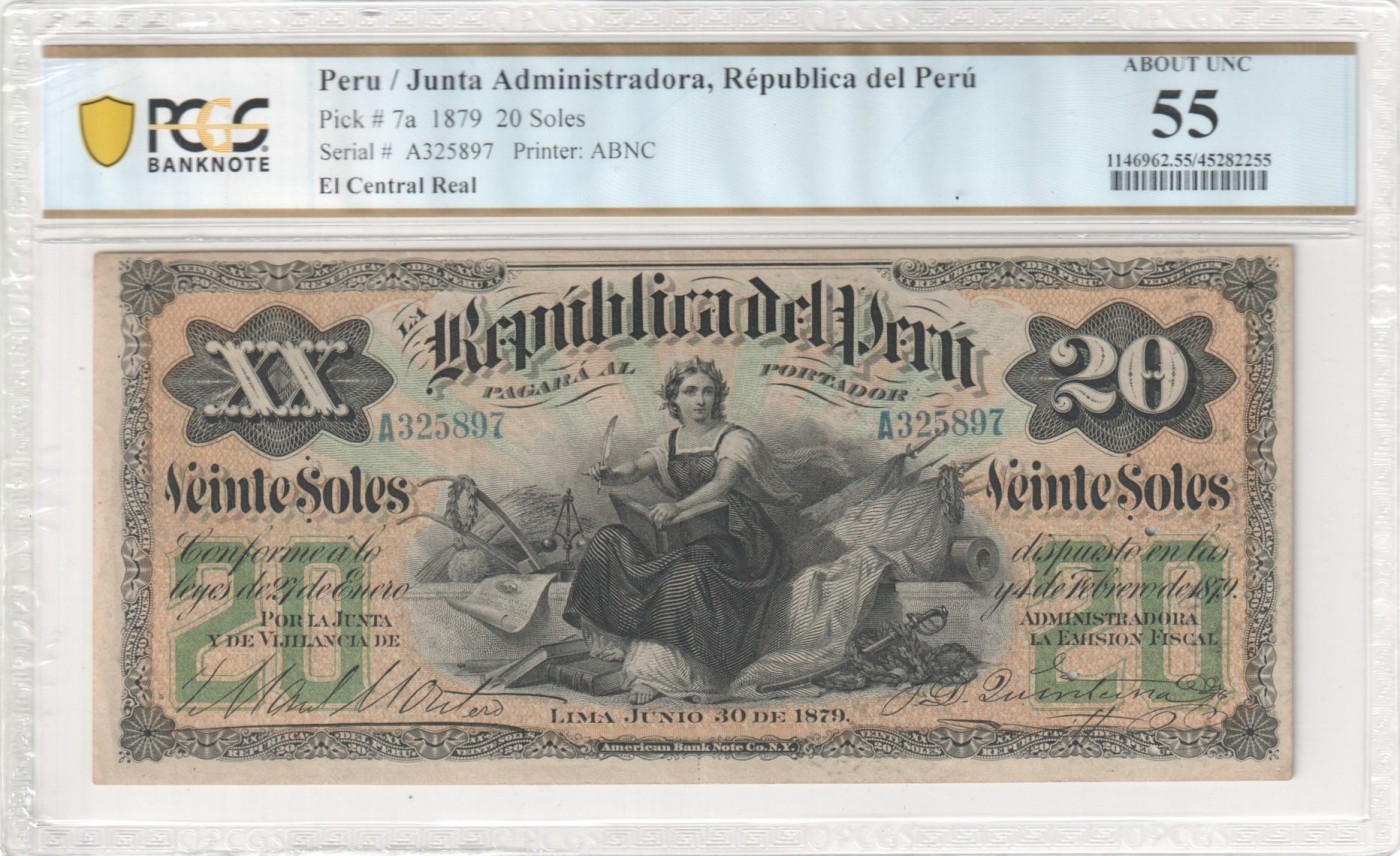 Peru / Junta Administradora, Républica del Perú
Pick # 7a 1879 20 Soles
Serial # A325897 Printer: ABNC
El Central Real
PCGS
BANKNOTE
ABOUT UNC
55
1146962.55/45282255
LA República del Perú
PAGARÁ AL PORTADOR
XX
20
A325897
A325897
Veinte Soles
Veinte Soles
Conforme á lo dispuesto en las
leyes de 27 de Enero y 4 de Febrero de 1879.
20
20
POR LA JUNTA ADMINISTRADORA
Y DE VIJILANCIA DE LA EMISION FISCAL
LIMA JUNIO 30 DE 1879.
American Bank Note Co. N.Y.